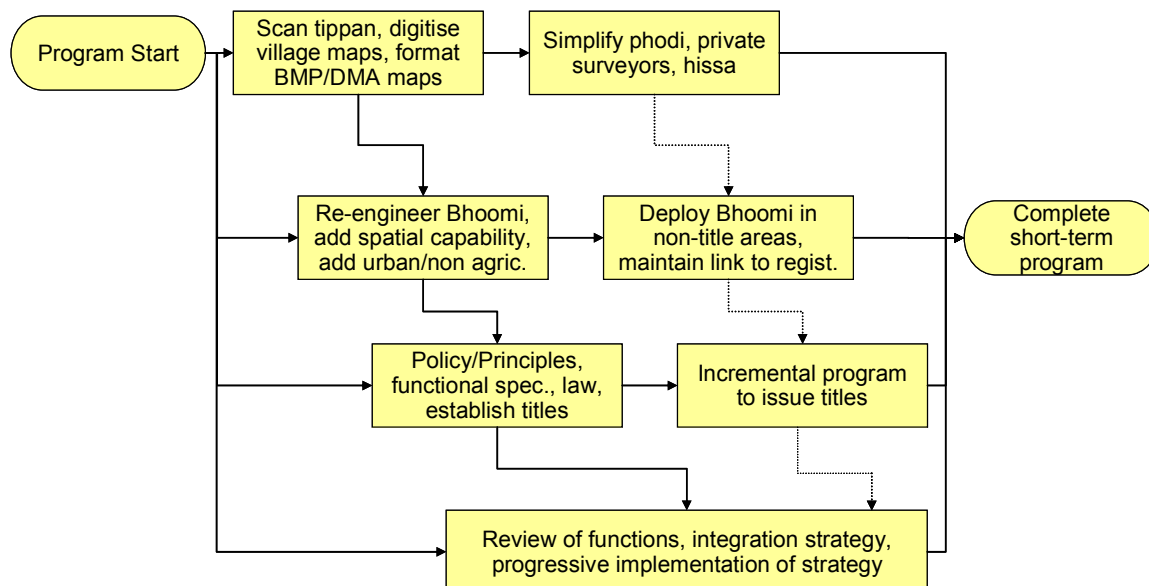 Program Start
Scan tippan, digitise
village maps, format
BMP/DMA maps
Simplify phodi, private
surveyors, hissa
Re-engineer Bhoomi,
add spatial capability,
add urban/non agric.
Deploy Bhoomi in
non-title areas,
maintain link to regist.
Complete
short-term
program
Policy/Principles,
functional spec., law,
establish titles
Incremental program
to issue titles
Review of functions, integration strategy,
progressive implementation of strategy